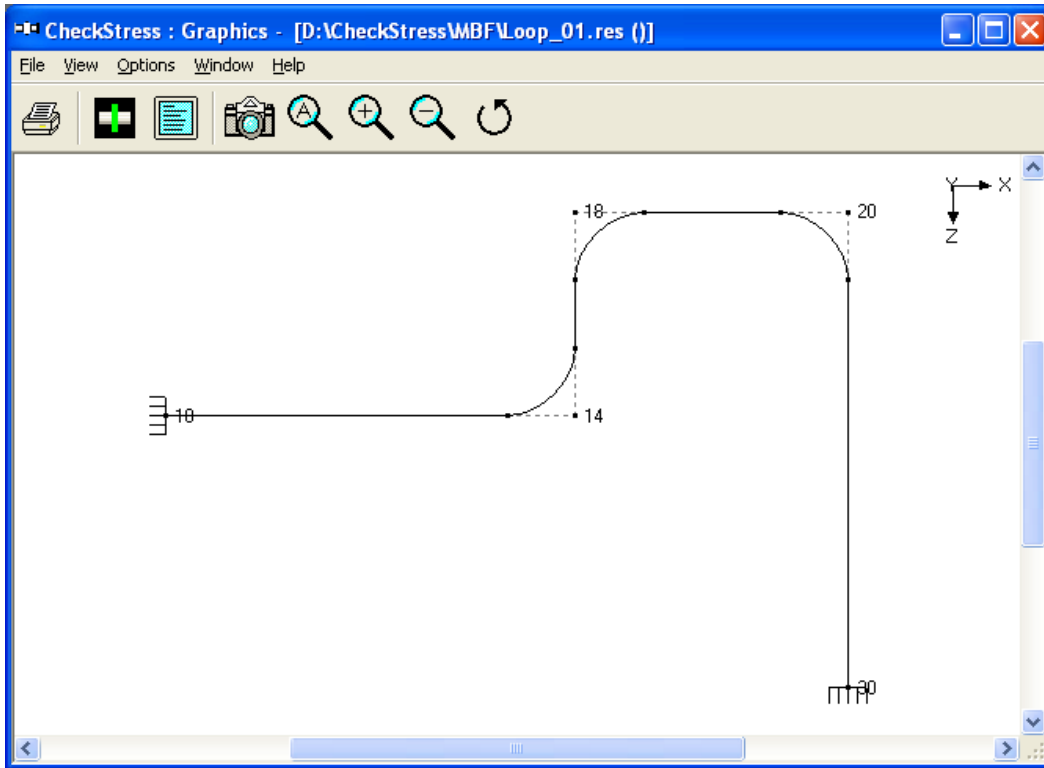 CheckStress : Graphics - [D:\CheckStress\MBF\Loop_01.res ()]
File View Options Window Help
A
Y X
Z
18 20
10 14
30